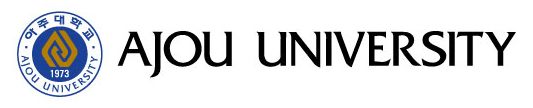 · 아주대학교 ·
AJOU UNIVERSITY
1973
AJOU UNIVERSITY